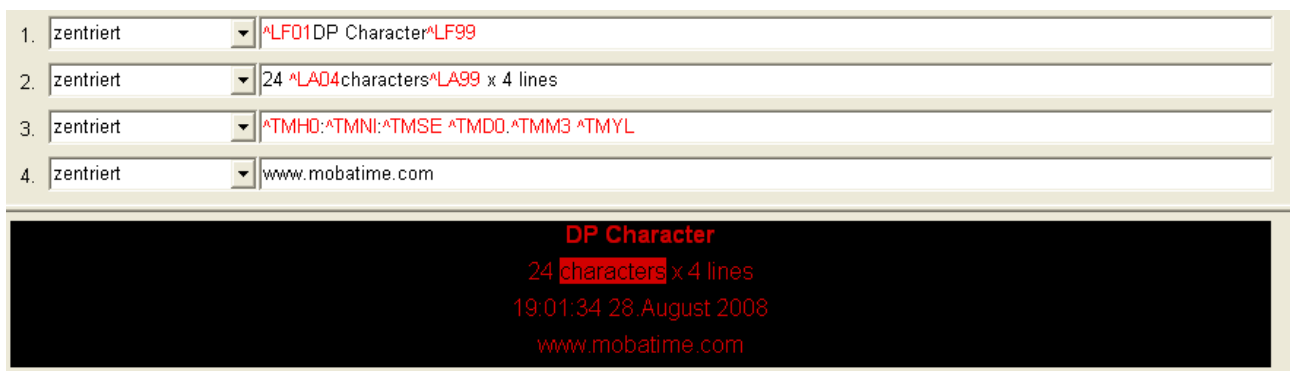 1. zentriert ^LF01DP Character^LF99
2. zentriert 24 ^LA04characters^LA99 x 4 lines
3. zentriert ^TMH0:^TMNI:^TMSE ^TMD0.^TMM3 ^TMYL
4. zentriert www.mobatime.com
DP Character
24 characters x 4 lines
19:01:34 28.August 2008
www.mobatime.com